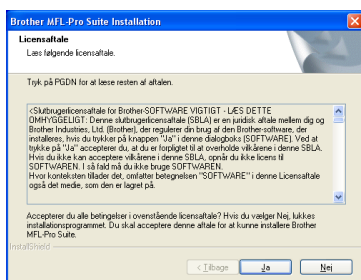 Brother MFL-Pro Suite Installation
Licensaftale
Læs følgende licensaftale.
Tryk på PGDN for at læse resten af aftalen.
<Slutbrugerlicensaftale for Brother-SOFTWARE VIGTIGT - LÆS DETTE
OMHYGGELIGT: Denne slutbrugerlicensaftale (SBLA) er en juridisk aftale mellem dig og
Brother Industries, Ltd. (Brother), der regulerer din brug af den Brother-software, der
installeres, hvis du trykker på knappen "Ja" i denne dialogboks (SOFTWARE). Ved at
trykke på "Ja" accepterer du, at du er forpligtet til at overholde vilkårene i denne SBLA.
Hvis du ikke kan acceptere vilkårene i denne SBLA, opnår du ikke licens til
SOFTWAREN. I så fald må du ikke bruge SOFTWAREN.
Hvor konteksten tillader det, omfatter betegnelsen "SOFTWARE" i denne Licensaftale
også det medie, som den er lagret på.
Accepterer du alle betingelser i ovenstående licensaftale? Hvis du vælger Nej, lukkes
installationsprogrammet. Du skal acceptere denne aftale for at kunne installere Brother
MFL-Pro Suite.
InstallShield
< Tilbage
Ja
Nej